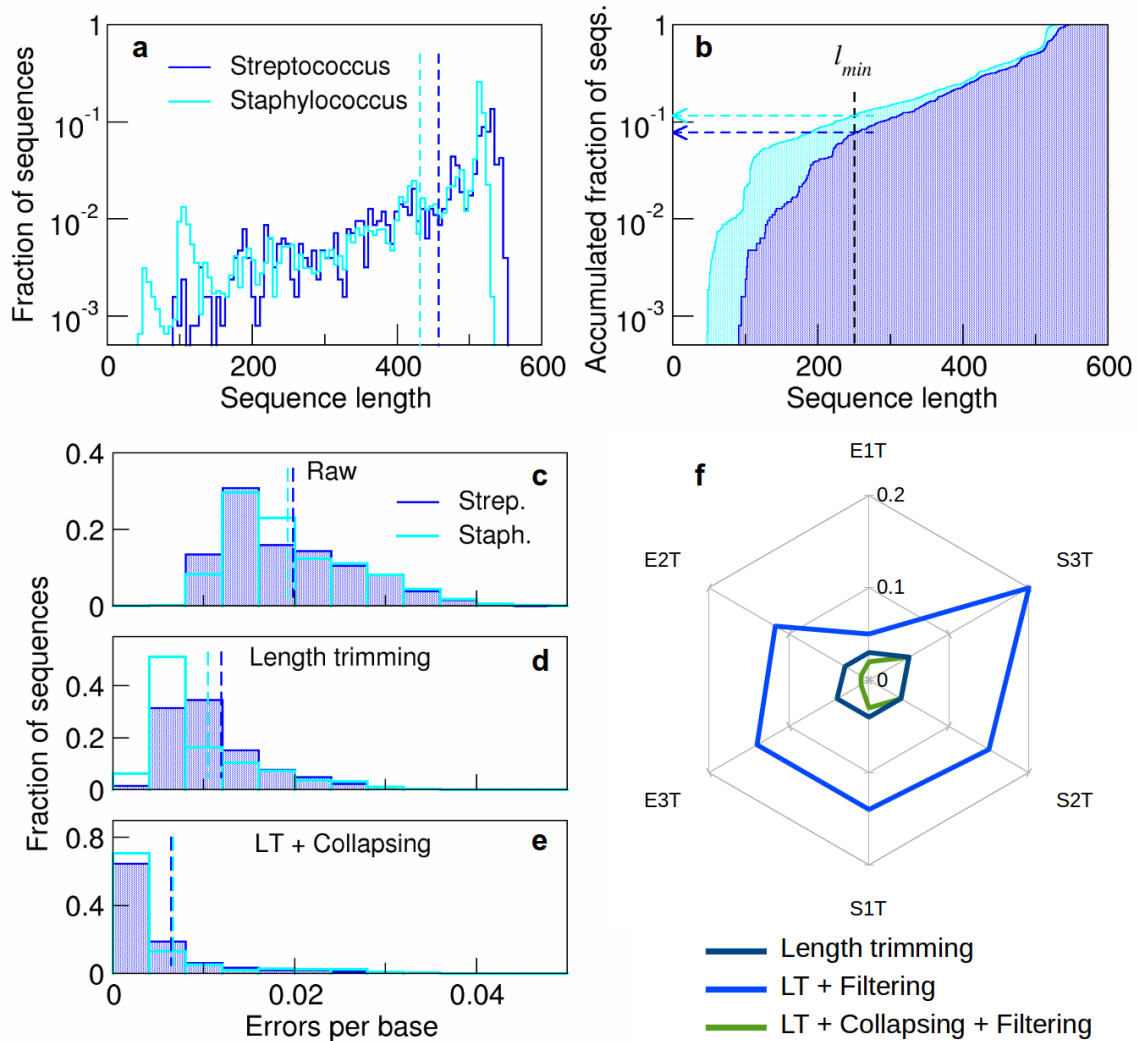 a
Streptococcus
Staphylococcus
Fraction of sequences
1
10⁻¹
10⁻²
10⁻³
0 200 400 600
Sequence length
b
l_min
Accumulated fraction of seqs.
1
10⁻¹
10⁻²
10⁻³
0 200 400 600
Sequence length
Raw c
Strep.
Staph.
0.4
0.2
0
Length trimming d
0.4
0.2
0
LT + Collapsing e
0.8
0.4
0
Fraction of sequences
0 0.02 0.04
Errors per base
f
E1T
0.2
E2T S3T
0.1
0
E3T S2T
S1T
Length trimming
LT + Filtering
LT + Collapsing + Filtering